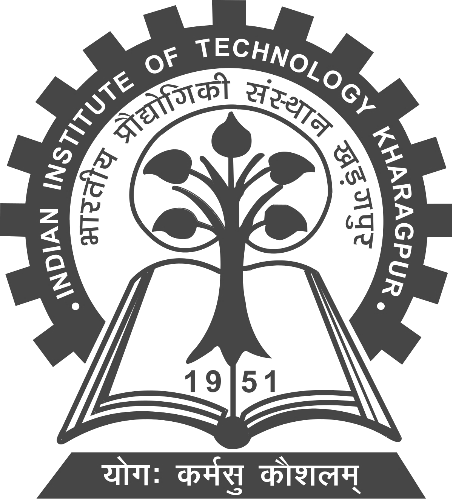 INDIAN INSTITUTE OF TECHNOLOGY KHARAGPUR
भारतीय प्रौद्योगिकी संस्थान खड़गपुर
1951
योगः कर्मसु कौशलम्